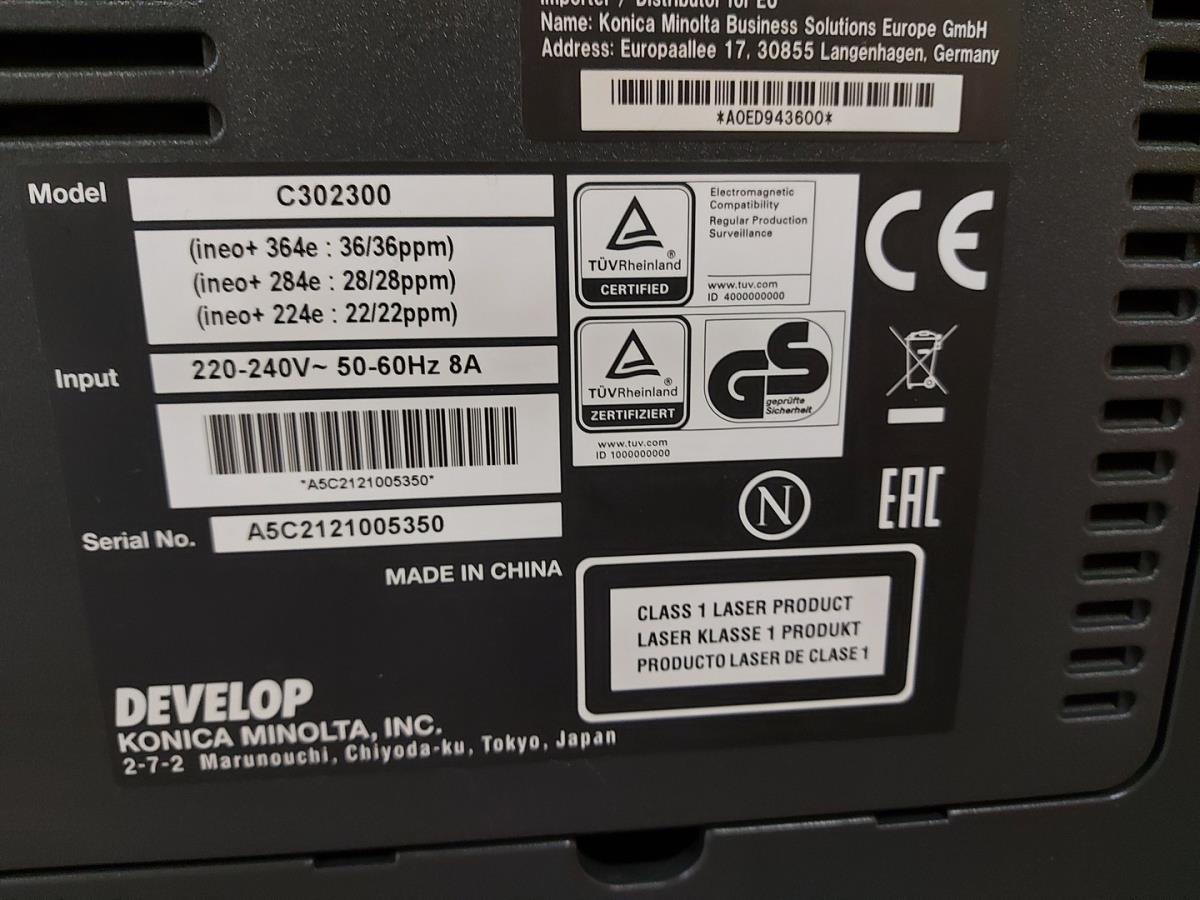 Importer / Distributor for EU
Name: Konica Minolta Business Solutions Europe GmbH
Address: Europaallee 17, 30855 Langenhagen, Germany
*A0ED943600*
Model C302300
(ineo+ 364e : 36/36ppm)
(ineo+ 284e : 28/28ppm)
(ineo+ 224e : 22/22ppm)
Input 220-240V~ 50-60Hz 8A
*A5C2121005350*
Serial No. A5C2121005350
MADE IN CHINA
DEVELOP
KONICA MINOLTA, INC.
2-7-2 Marunouchi, Chiyoda-ku, Tokyo, Japan
TÜVRheinland®
CERTIFIED
Electromagnetic
Compatibility
Regular Production
Surveillance
www.tuv.com
ID 4000000000
TÜVRheinland®
ZERTIFIZIERT
GS
geprüfte
Sicherheit
www.tuv.com
ID 1000000000
CE
N
EAC
CLASS 1 LASER PRODUCT
LASER KLASSE 1 PRODUKT
PRODUCTO LASER DE CLASE 1